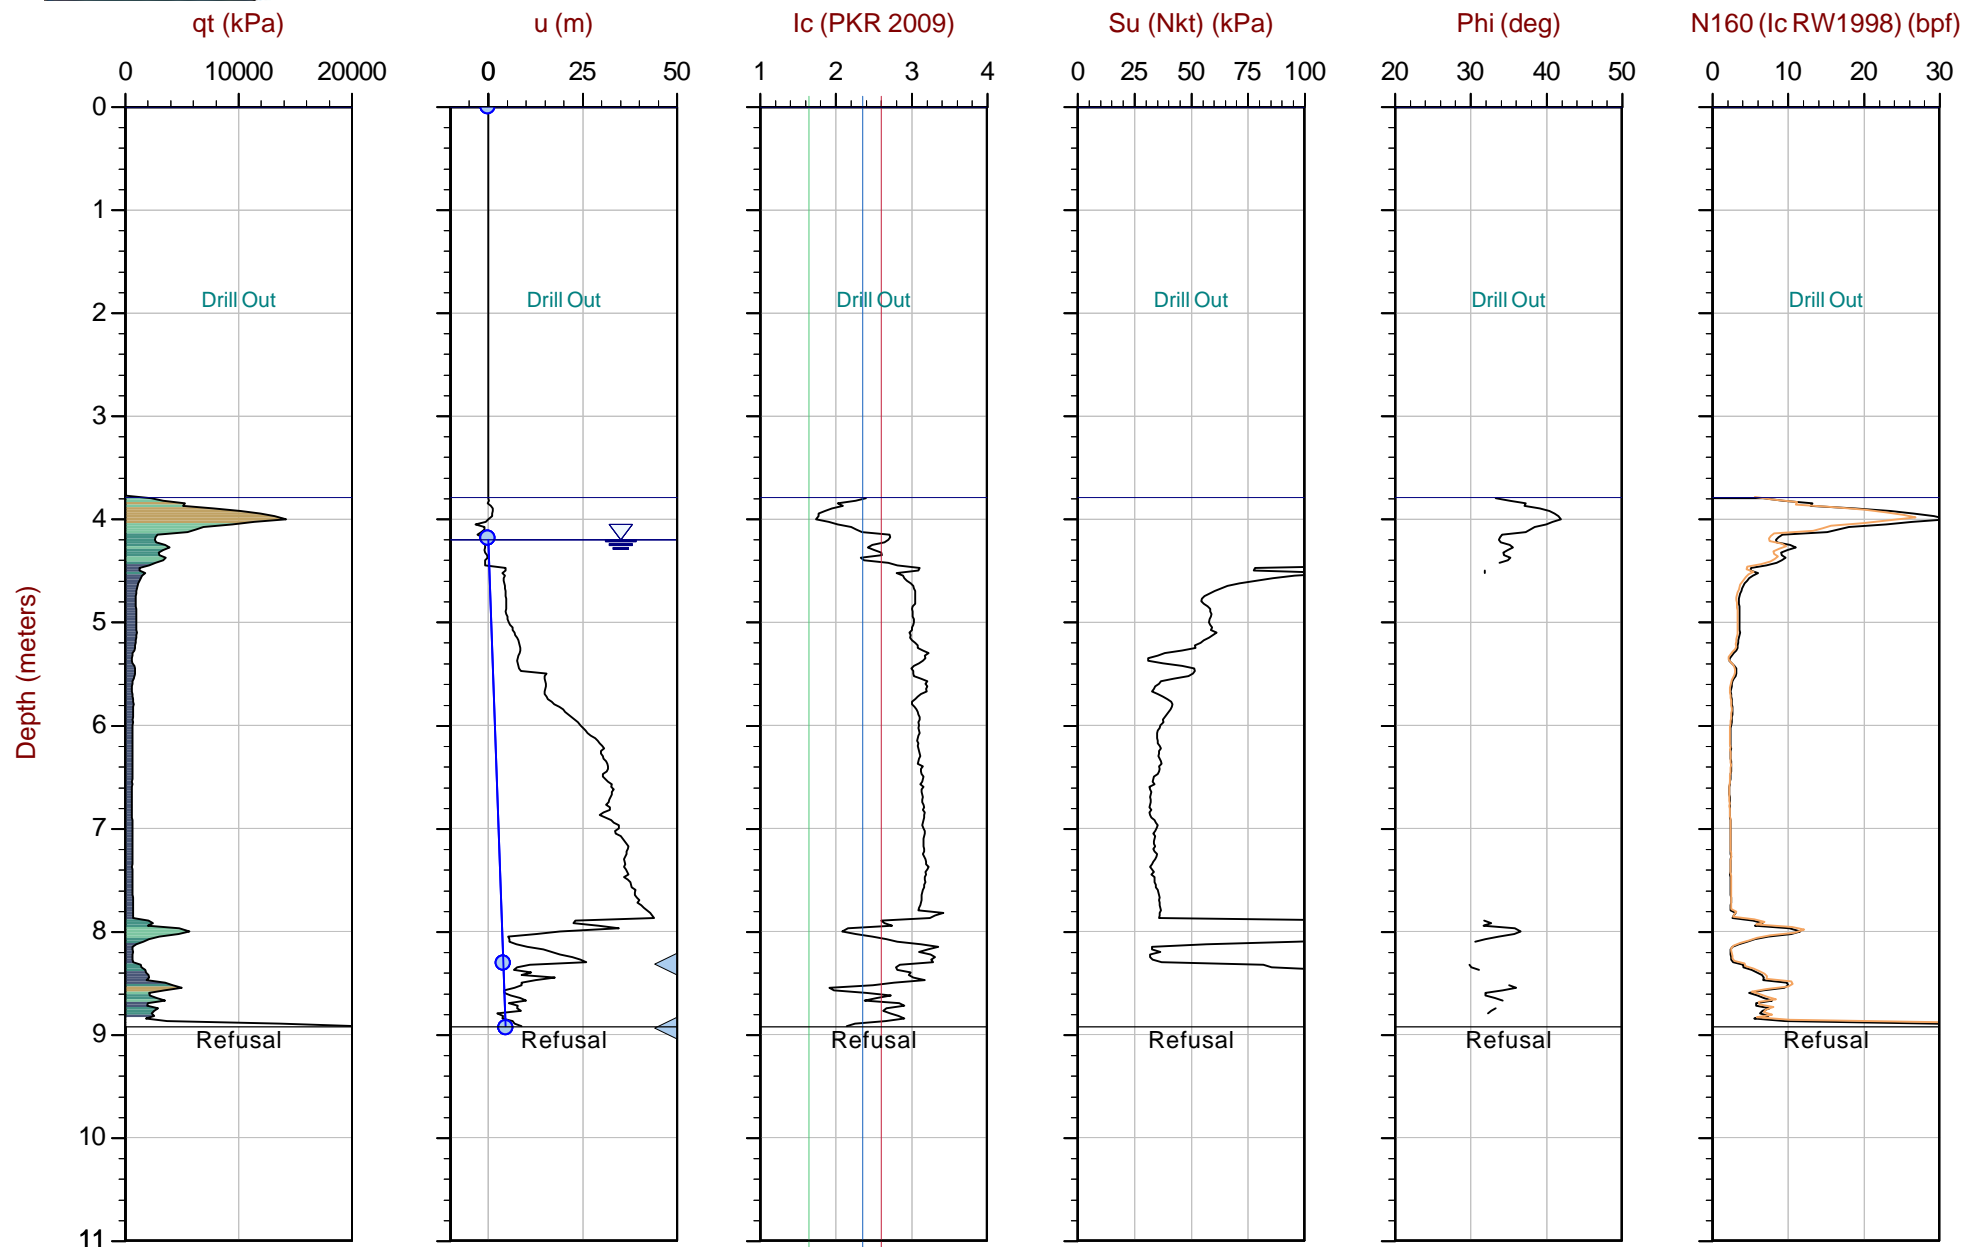 qt (kPa) u (m) Ic (PKR 2009) Su (Nkt) (kPa) Phi (deg) N160 (Ic RW1998) (bpf)
0 10000 20000 0 25 50 1 2 3 4 0 25 50 75 100 20 30 40 50 0 10 20 30
0
1
Drill Out Drill Out Drill Out Drill Out Drill Out Drill Out
2
3
4
5
Depth (meters)
6
7
8
9
Refusal Refusal Refusal Refusal Refusal Refusal
10
11